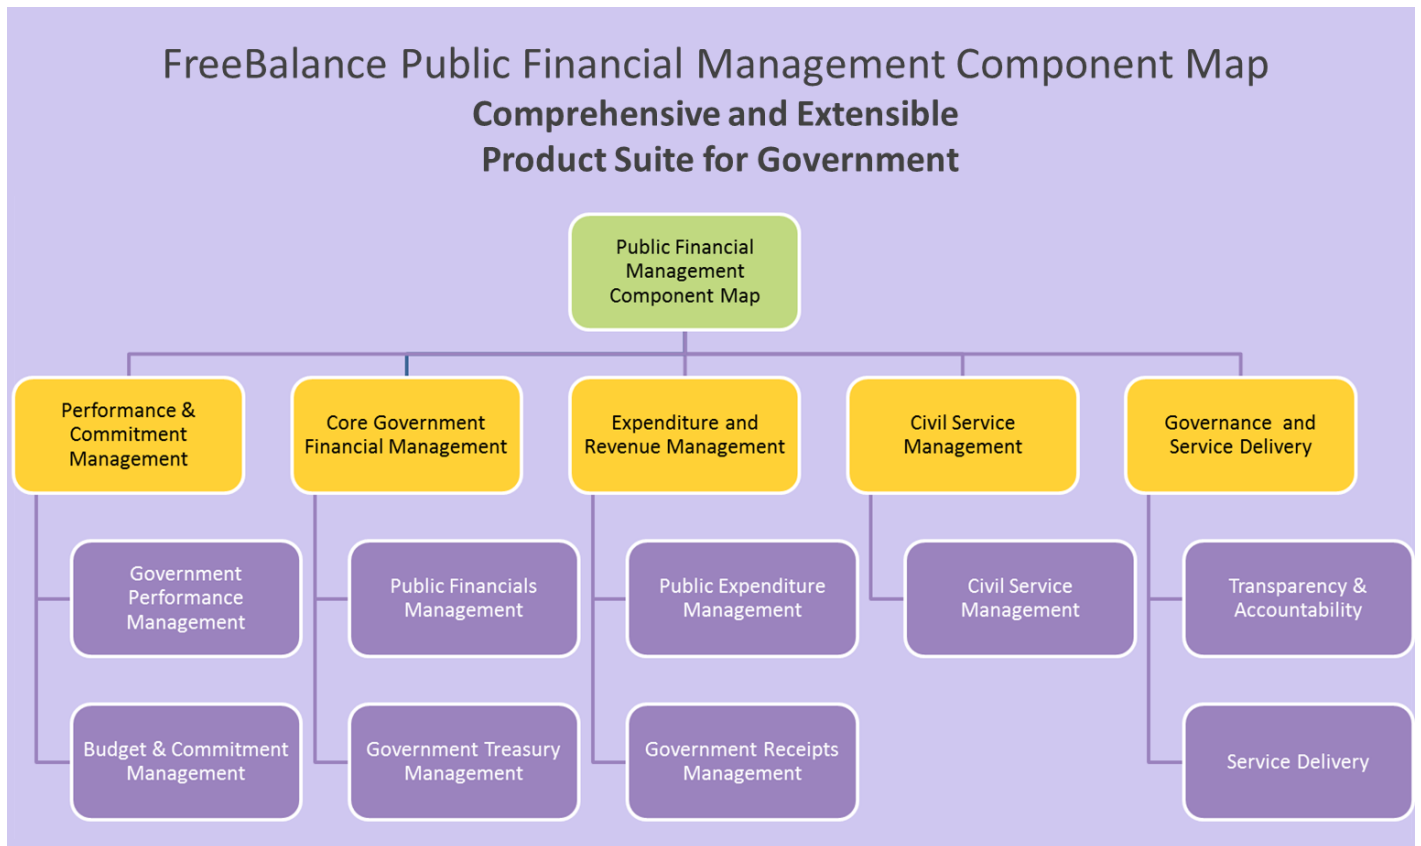 FreeBalance Public Financial Management Component Map
Comprehensive and Extensible
Product Suite for Government
Public Financial
Management
Component Map
Performance &
Commitment
Management
Core Government
Financial Management
Expenditure and
Revenue Management
Civil Service
Management
Governance and
Service Delivery
Government
Performance
Management
Public Financials
Management
Public Expenditure
Management
Civil Service
Management
Transparency &
Accountability
Budget & Commitment
Management
Government Treasury
Management
Government Receipts
Management
Service Delivery